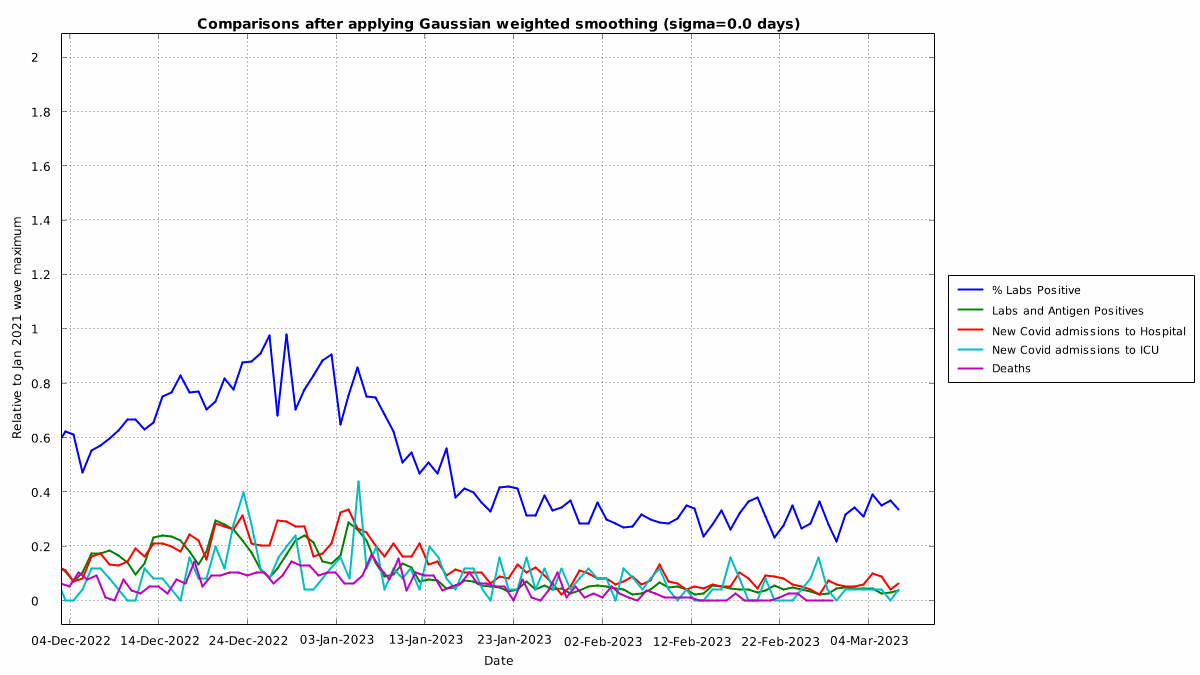 Comparisons after applying Gaussian weighted smoothing (sigma=0.0 days)
Relative to Jan 2021 wave maximum
2
1.8
1.6
1.4
1.2
1
0.8
0.6
0.4
0.2
0
04-Dec-2022 14-Dec-2022 24-Dec-2022 03-Jan-2023 13-Jan-2023 23-Jan-2023 02-Feb-2023 12-Feb-2023 22-Feb-2023 04-Mar-2023
Date
% Labs Positive
Labs and Antigen Positives
New Covid admissions to Hospital
New Covid admissions to ICU
Deaths